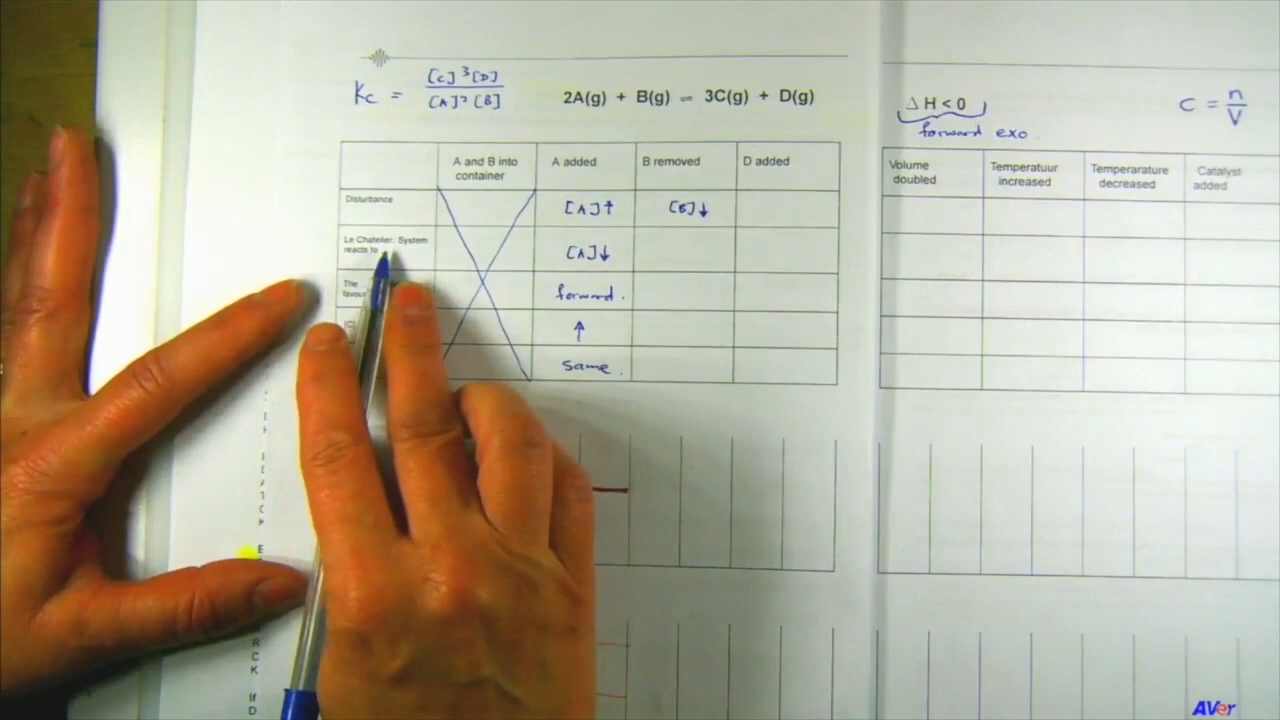 Kc = [C]³[D]
[A]² [B]
2A(g) + B(g) ⇌ 3C(g) + D(g)
Δ H < 0
forward exo.
C = n
V
A and B into
container
A added
B removed
D added
Volume
doubled
Temperatuur
increased
Temperarature
decreased
Catalyst
added
Disturbance
[A]↑
[B]↓
Le Chatelier: System
reacts to
[A]↓
The
forward.
↑
same.
AVer